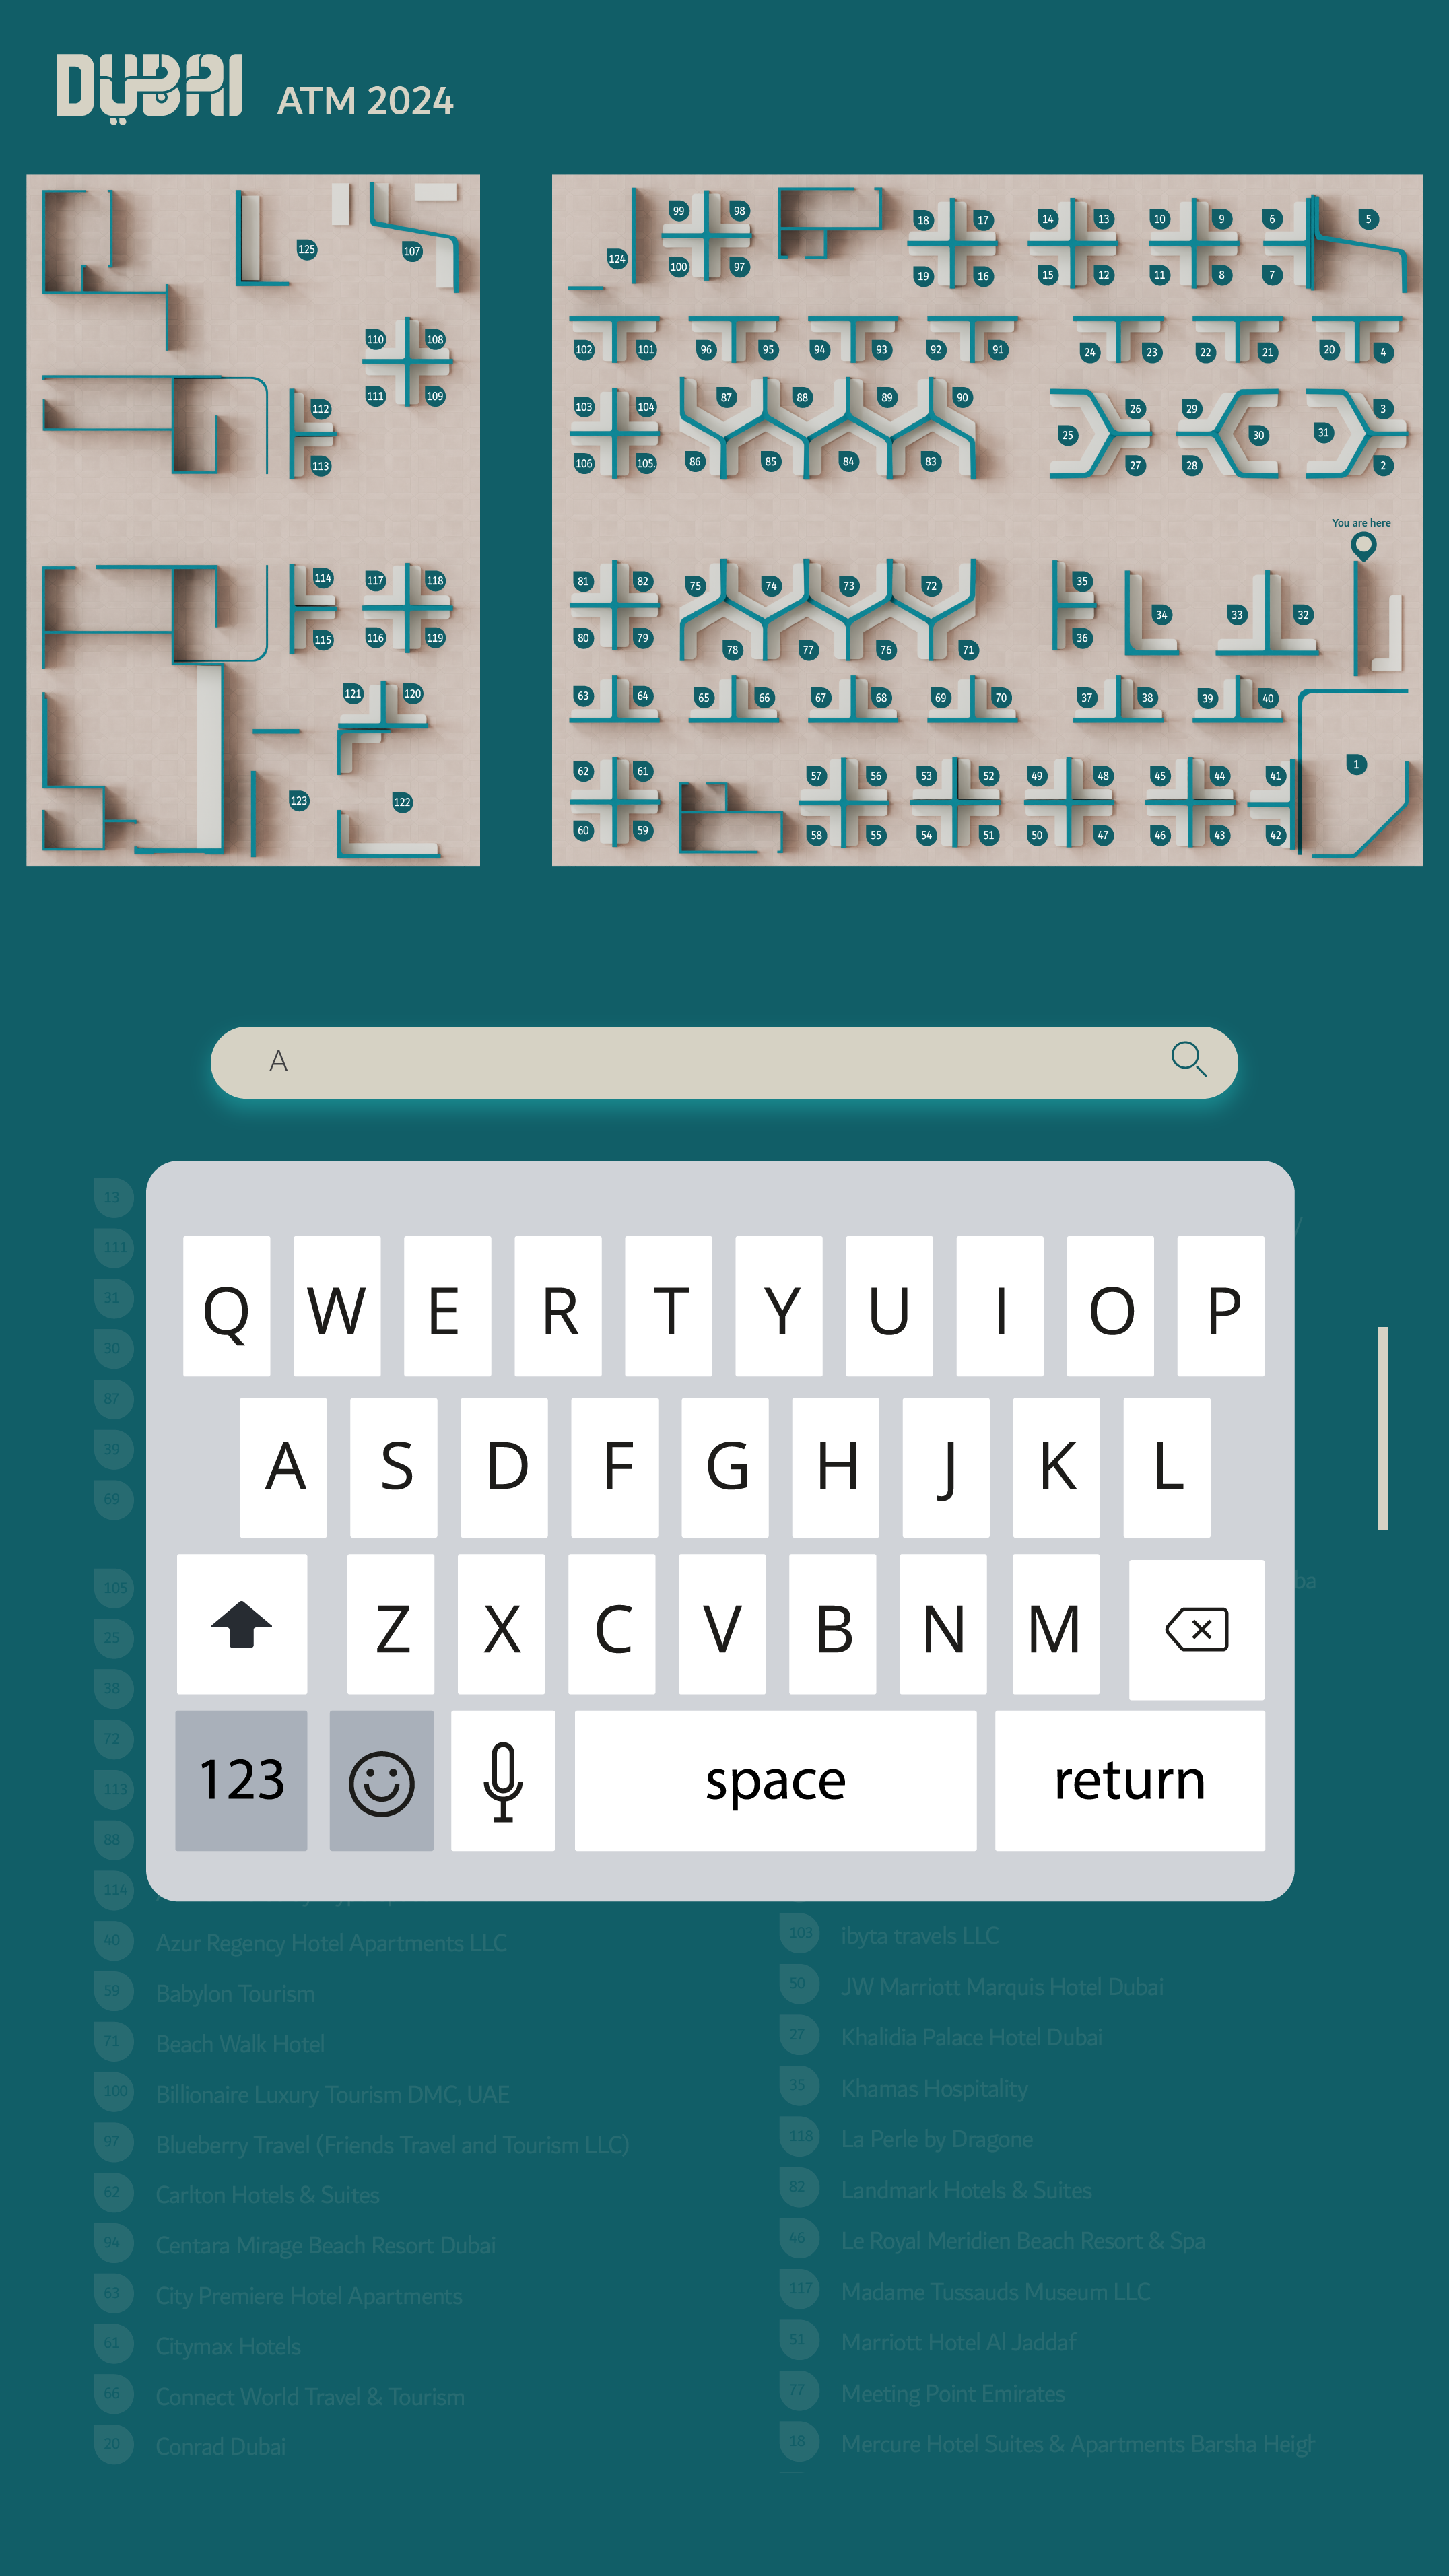 DUBAI ATM 2024
125
107
110 108
111 109
112
113
114
115
117 118
116 119
121 120
123
122
124
99 98
100 97
18 17
19 16
14 13
15 12
10 9
11 8
6
7
5
102 101
96 95
94 93
92 91
24 23
22 21
20 4
103 104
106 105.
87 88 89 90
86 85 84 83
25 26 27
29 28 30
31 3 2
You are here
81 82
80 79
75 74 73 72
78 77 76 71
35
36
34
33 32
63 64
65 66
67 68
69 70
37 38
39 40
1
62 61
60 59
57 56
58 55
53 52
54 51
49 48
50 47
45 44
46 43
41
42
A
13
111
31
30
87
39
69
105
25
38
72
113
88
114
Q W E R T Y U I O P
A S D F G H J K L
Z X C V B N M
123 space return
40 Azur Regency Hotel Apartments LLC
59 Babylon Tourism
71 Beach Walk Hotel
100 Billionaire Luxury Tourism DMC, UAE
97 Blueberry Travel (Friends Travel and Tourism LLC)
62 Carlton Hotels & Suites
94 Centara Mirage Beach Resort Dubai
63 City Premiere Hotel Apartments
61 Citymax Hotels
66 Connect World Travel & Tourism
20 Conrad Dubai
103 ibyta travels LLC
50 JW Marriott Marquis Hotel Dubai
27 Khalidia Palace Hotel Dubai
35 Khamas Hospitality
118 La Perle by Dragone
82 Landmark Hotels & Suites
46 Le Royal Meridien Beach Resort & Spa
117 Madame Tussauds Museum LLC
51 Marriott Hotel Al Jaddaf
77 Meeting Point Emirates
18 Mercure Hotel Suites & Apartments Barsha Heigh